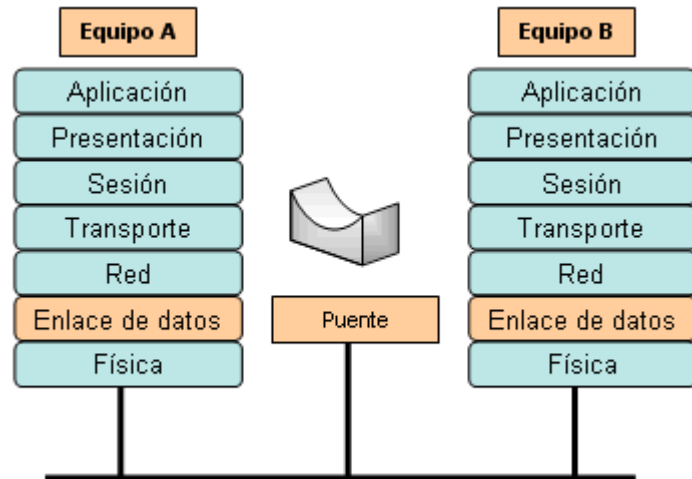 Equipo A
Equipo B
Aplicación
Aplicación
Presentación
Presentación
Sesión
Sesión
Transporte
Transporte
Red
Red
Enlace de datos
Puente
Enlace de datos
Física
Física